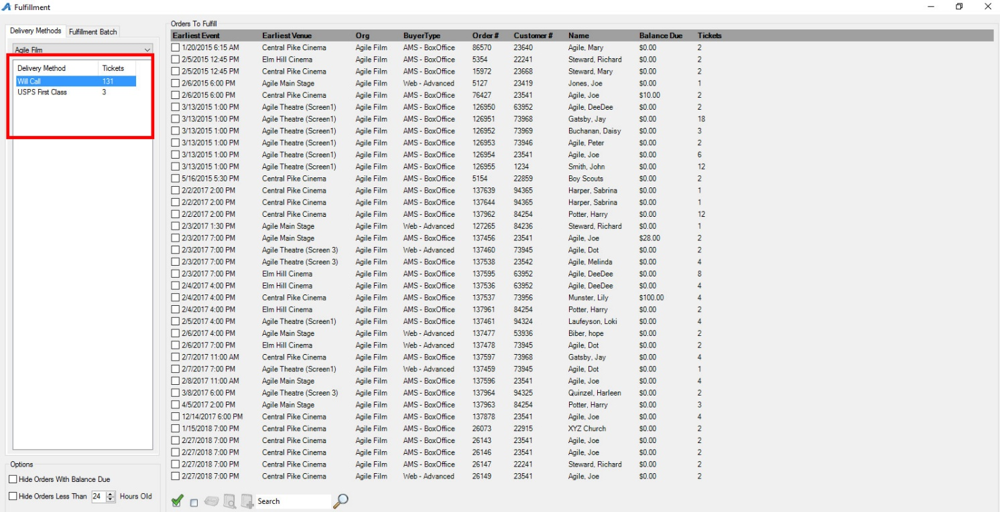 Fulfillment
Delivery Methods Fulfillment Batch
Agile Film
Delivery Method Tickets
Will Call 131
USPS First Class 3
Options
Hide Orders With Balance Due
Hide Orders Less Than 24 Hours Old
Orders To Fulfill
Earliest Event Earliest Venue Org BuyerType Order # Customer # Name Balance Due Tickets
1/20/2015 6:15 AM Central Pike Cinema Agile Film AMS - BoxOffice 86570 23640 Agile, Mary $0.00 2
2/5/2015 12:45 PM Elm Hill Cinema Agile Film AMS - BoxOffice 5354 22241 Steward, Richard $0.00 2
2/5/2015 12:45 PM Central Pike Cinema Agile Film AMS - BoxOffice 15972 23668 Steward, Mary $0.00 2
2/6/2015 6:00 PM Agile Main Stage Agile Film Web - Advanced 5127 23419 Jones, Joe $0.00 1
2/6/2015 6:00 PM Central Pike Cinema Agile Film AMS - BoxOffice 76427 23541 Agile, Joe $10.00 2
3/13/2015 1:00 PM Agile Theatre (Screen1) Agile Film AMS - BoxOffice 126950 63952 Agile, DeeDee $0.00 2
3/13/2015 1:00 PM Agile Theatre (Screen1) Agile Film AMS - BoxOffice 126951 73968 Gatsby, Jay $0.00 18
3/13/2015 1:00 PM Agile Theatre (Screen1) Agile Film AMS - BoxOffice 126952 73969 Buchanan, Daisy $0.00 3
3/13/2015 1:00 PM Agile Theatre (Screen1) Agile Film AMS - BoxOffice 126953 73946 Agile, Peter $0.00 2
3/13/2015 1:00 PM Agile Theatre (Screen1) Agile Film AMS - BoxOffice 126954 23541 Agile, Joe $0.00 6
3/13/2015 1:00 PM Agile Theatre (Screen1) Agile Film AMS - BoxOffice 126955 1234 Smith, John $0.00 12
5/16/2015 5:30 PM Central Pike Cinema Agile Film AMS - BoxOffice 5154 22859 Boy Scouts $0.00 2
2/2/2017 2:00 PM Central Pike Cinema Agile Film AMS - BoxOffice 137639 94365 Harper, Sabrina $0.00 1
2/2/2017 2:00 PM Central Pike Cinema Agile Film AMS - BoxOffice 137644 94365 Harper, Sabrina $0.00 1
2/2/2017 2:00 PM Central Pike Cinema Agile Film AMS - BoxOffice 137962 84254 Potter, Harry $0.00 12
2/3/2017 1:30 PM Agile Main Stage Agile Film Web - Advanced 127265 84236 Steward, Richard $0.00 1
2/3/2017 7:00 PM Agile Main Stage Agile Film AMS - BoxOffice 137456 23541 Agile, Joe $28.00 2
2/3/2017 7:00 PM Agile Theatre (Screen 3) Agile Film Web - Advanced 137460 73945 Agile, Dot $0.00 2
2/3/2017 7:00 PM Agile Theatre (Screen 3) Agile Film AMS - BoxOffice 137538 23542 Agile, Melinda $0.00 4
2/3/2017 7:00 PM Elm Hill Cinema Agile Film AMS - BoxOffice 137595 63952 Agile, DeeDee $0.00 8
2/4/2017 4:00 PM Elm Hill Cinema Agile Film AMS - BoxOffice 137536 63952 Agile, DeeDee $0.00 4
2/4/2017 4:00 PM Central Pike Cinema Agile Film AMS - BoxOffice 137537 73956 Munster, Lily $100.00 4
2/4/2017 4:00 PM Elm Hill Cinema Agile Film AMS - BoxOffice 137961 84254 Potter, Harry $0.00 2
2/5/2017 4:00 PM Agile Theatre (Screen1) Agile Film AMS - BoxOffice 137461 94324 Laufeyson, Loki $0.00 4
2/6/2017 4:00 PM Agile Main Stage Agile Film Web - Advanced 137477 53936 Biber, hope $0.00 2
2/6/2017 7:00 PM Elm Hill Cinema Agile Film Web - Advanced 137478 73945 Agile, Dot $0.00 2
2/7/2017 11:00 AM Central Pike Cinema Agile Film AMS - BoxOffice 137597 73968 Gatsby, Jay $0.00 4
2/7/2017 7:00 PM Agile Theatre (Screen1) Agile Film Web - Advanced 137459 73945 Agile, Dot $0.00 1
2/8/2017 11:00 AM Agile Main Stage Agile Film AMS - BoxOffice 137596 23541 Agile, Joe $0.00 4
3/8/2017 6:00 PM Agile Theatre (Screen 3) Agile Film AMS - BoxOffice 137964 94325 Quinzel, Harleen $0.00 2
4/5/2017 2:00 PM Agile Main Stage Agile Film AMS - BoxOffice 137963 84254 Potter, Harry $0.00 3
12/14/2017 6:00 PM Central Pike Cinema Agile Film AMS - BoxOffice 137878 23541 Agile, Joe $0.00 4
1/15/2018 7:00 PM Central Pike Cinema Agile Film AMS - BoxOffice 26073 22915 XYZ Church $0.00 2
2/27/2018 7:00 PM Central Pike Cinema Agile Film AMS - BoxOffice 26143 23541 Agile, Joe $0.00 2
2/27/2018 7:00 PM Central Pike Cinema Agile Film AMS - BoxOffice 26146 23541 Agile, Joe $0.00 2
2/27/2018 7:00 PM Central Pike Cinema Agile Film AMS - BoxOffice 26147 22241 Steward, Richard $0.00 2
2/27/2018 7:00 PM Central Pike Cinema Agile Film Web - Advanced 26149 23541 Agile, Joe $0.00 2
Search